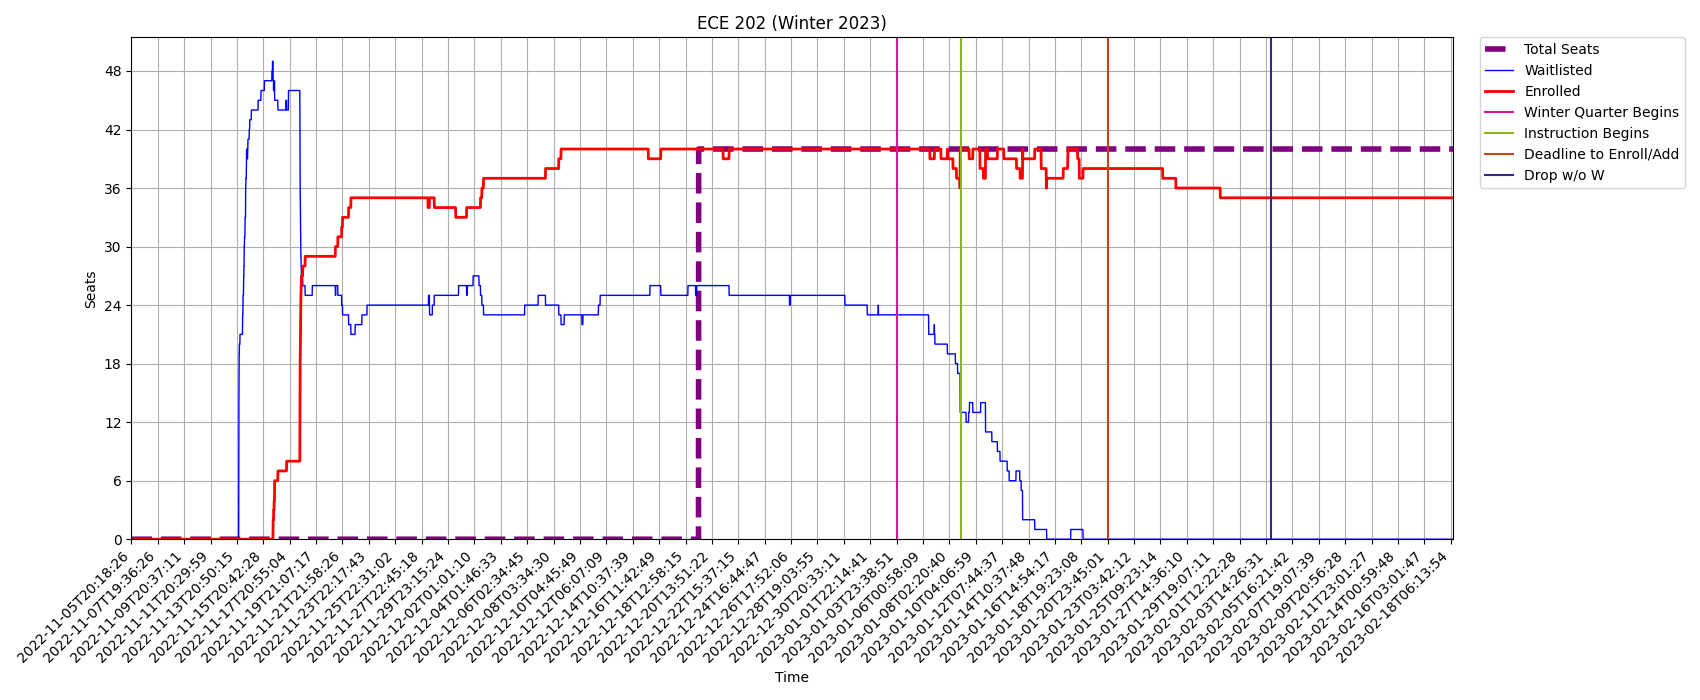 ECE 202 (Winter 2023)
Total Seats
Waitlisted
Enrolled
Winter Quarter Begins
Instruction Begins
Deadline to Enroll/Add
Drop w/o W
Seats
48
42
36
30
24
18
12
6
0
2022-11-05T20:18:26
2022-11-07T19:36:26
2022-11-09T20:37:11
2022-11-11T20:29:59
2022-11-13T20:50:15
2022-11-15T20:42:28
2022-11-17T20:55:04
2022-11-19T21:07:17
2022-11-21T21:58:26
2022-11-23T22:17:43
2022-11-25T22:31:02
2022-11-27T22:45:18
2022-11-29T23:15:24
2022-12-02T01:01:10
2022-12-04T01:46:33
2022-12-06T02:34:45
2022-12-08T03:34:30
2022-12-10T04:45:49
2022-12-12T06:07:09
2022-12-14T10:37:39
2022-12-16T11:42:49
2022-12-18T12:58:15
2022-12-20T13:51:22
2022-12-22T15:37:15
2022-12-24T16:44:47
2022-12-26T17:52:06
2022-12-28T19:03:55
2022-12-30T20:33:11
2023-01-01T22:14:41
2023-01-03T23:38:51
2023-01-06T00:58:09
2023-01-08T02:20:40
2023-01-10T04:06:59
2023-01-12T07:44:37
2023-01-14T10:37:48
2023-01-16T14:54:17
2023-01-18T19:23:08
2023-01-20T23:45:01
2023-01-23T03:42:12
2023-01-25T09:23:14
2023-01-27T14:36:10
2023-01-29T19:07:11
2023-02-01T12:22:28
2023-02-03T14:26:31
2023-02-05T16:21:42
2023-02-07T19:07:39
2023-02-09T20:56:28
2023-02-11T23:01:27
2023-02-14T00:59:48
2023-02-16T03:01:47
2023-02-18T06:13:54
Time